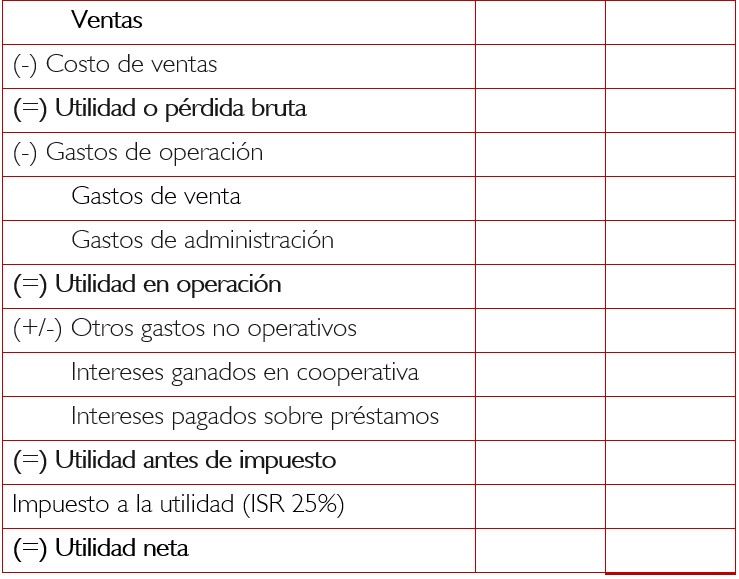 Ventas
(-) Costo de ventas
(=) Utilidad o pérdida bruta
(-) Gastos de operación
Gastos de venta
Gastos de administración
(=) Utilidad en operación
(+/-) Otros gastos no operativos
Intereses ganados en cooperativa
Intereses pagados sobre préstamos
(=) Utilidad antes de impuesto
Impuesto a la utilidad (ISR 25%)
(=) Utilidad neta